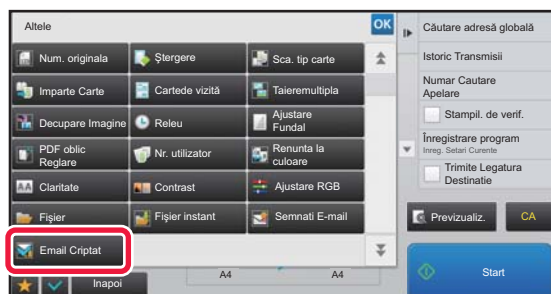 Altele
OK
Num. originala
Ştergere
Sca. tip carte
Imparte Carte
Cartede vizită
Taieremultipla
Decupare Imagine
Releu
Ajustare
Fundal
PDF oblic
Reglare
Nr. utilizator
Renunta la
culoare
AA
Claritate
Contrast
Ajustare RGB
Fişier
Fişier instant
Semnati E-mail
Email Criptat
Inapoi
A4
A4
Căutare adresă globală
Istoric Transmisii
Numar Cautare
Apelare
Stampil. de verif.
Înregistrare program
Inreg. Setari Curente
Trimite Legatura
Destinatie
Previzualiz.
CA
Start